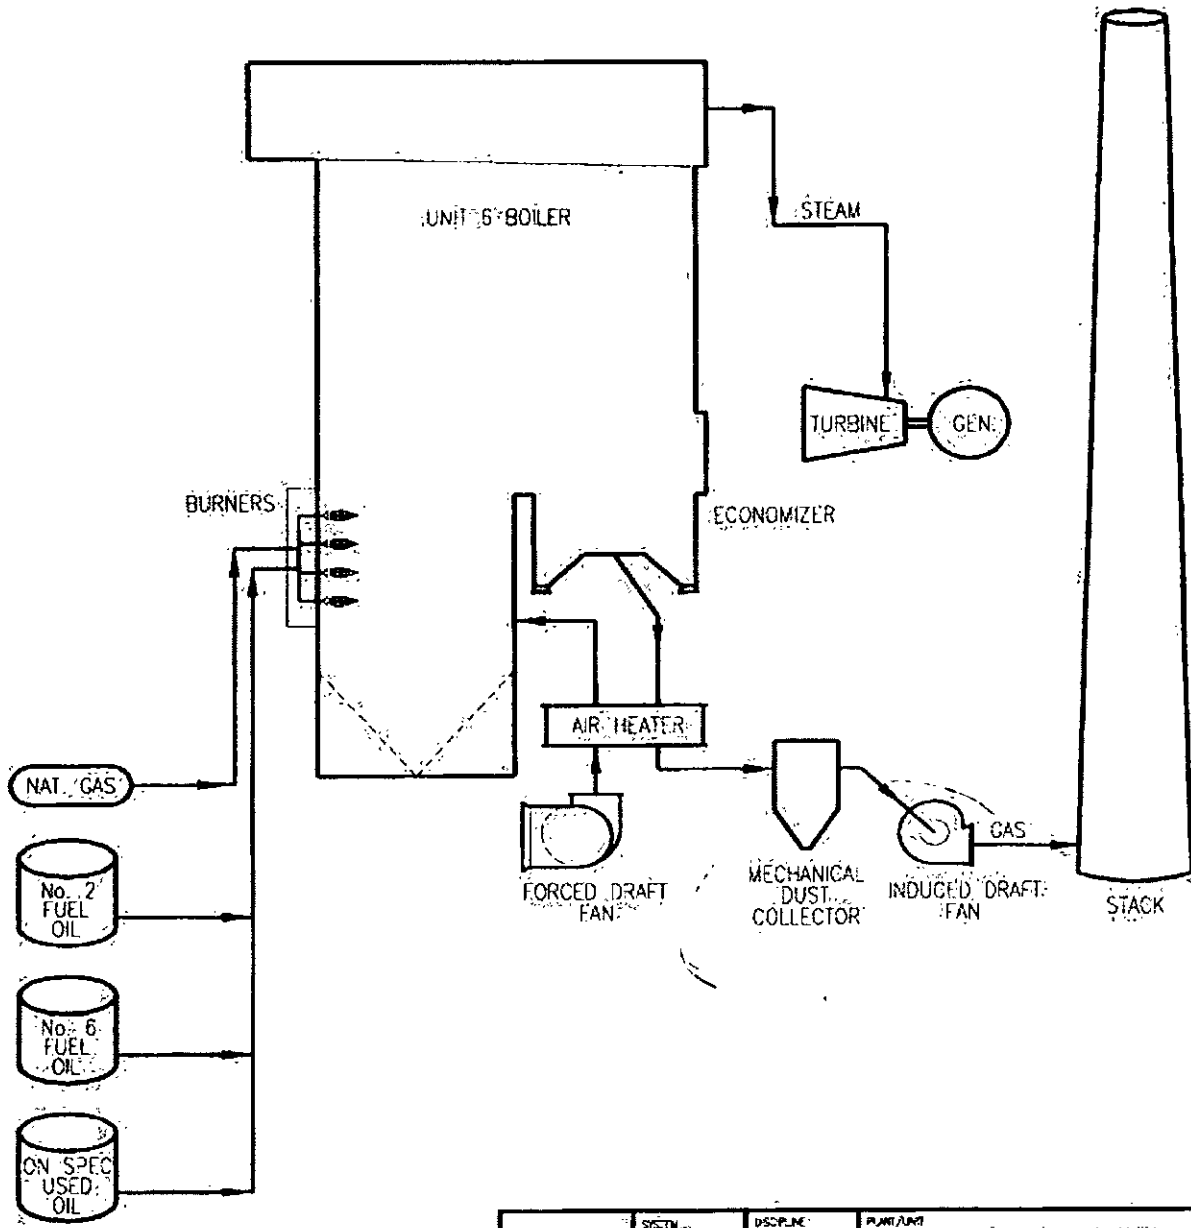 UNIT 6 BOILER
STEAM
TURBINE
GEN.
BURNERS
ECONOMIZER
AIR HEATER
NAT. GAS
GAS
FORCED DRAFT
FAN
MECHANICAL
DUST
COLLECTOR
INDUCED DRAFT
FAN
STACK
No. 2
FUEL
OIL
No. 6
FUEL
OIL
ON SPEC
USED
OIL
SYSTEM
DISCIPLINE
PLANT/UNIT